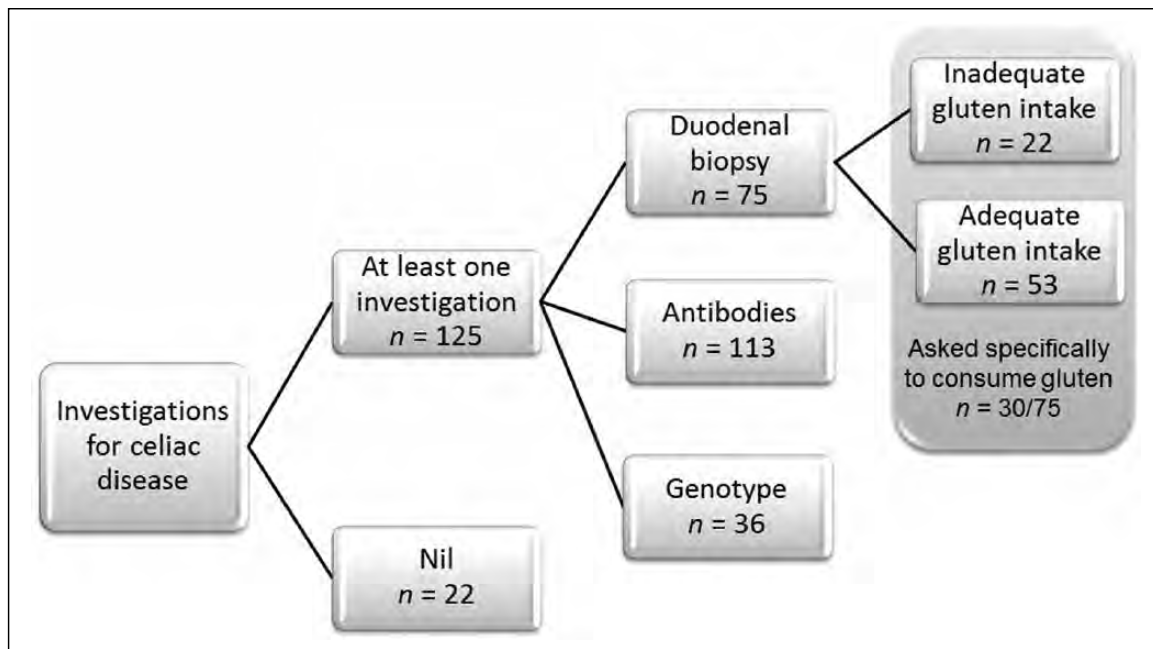 Investigations
for celiac
disease
At least one
investigation
n = 125
Nil
n = 22
Duodenal
biopsy
n = 75
Antibodies
n = 113
Genotype
n = 36
Inadequate
gluten intake
n = 22
Adequate
gluten intake
n = 53
Asked specifically
to consume gluten
n = 30/75